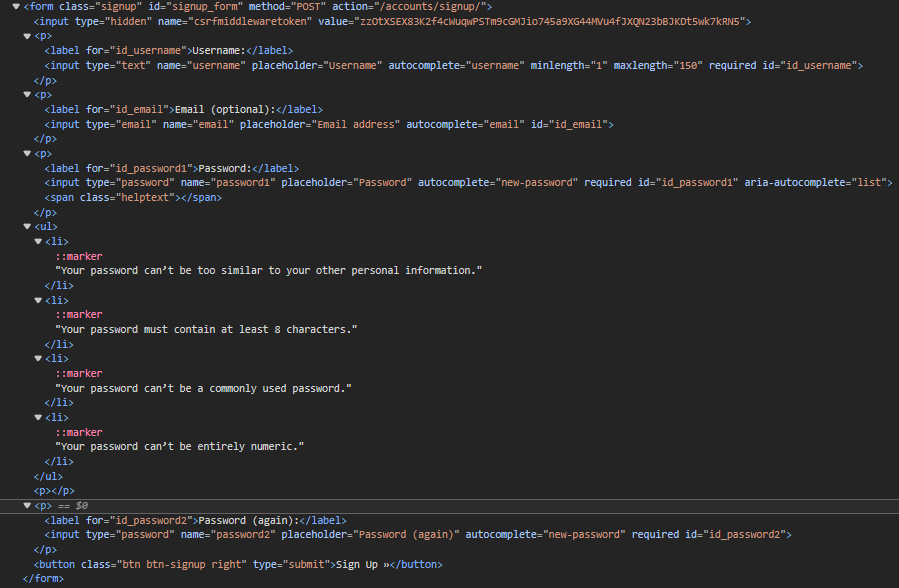 <form class="signup" id="signup_form" method="POST" action="/accounts/signup/">
<input type="hidden" name="csrfmiddlewaretoken" value="zzOtXSEX83K2f4cWuqwPSTm9cGMJio745a9XG44MVu4fJXQN23bBJKDt5wk7kRN5">
<p>
<label for="id_username">Username:</label>
<input type="text" name="username" placeholder="Username" autocomplete="username" minlength="1" maxlength="150" required id="id_username">
</p>
<p>
<label for="id_email">Email (optional):</label>
<input type="email" name="email" placeholder="Email address" autocomplete="email" id="id_email">
</p>
<p>
<label for="id_password1">Password:</label>
<input type="password" name="password1" placeholder="Password" autocomplete="new-password" required id="id_password1" aria-autocomplete="list">
<span class="helptext"></span>
</p>
<ul>
<li>
::marker
"Your password can’t be too similar to your other personal information."
</li>
<li>
::marker
"Your password must contain at least 8 characters."
</li>
<li>
::marker
"Your password can’t be a commonly used password."
</li>
<li>
::marker
"Your password can’t be entirely numeric."
</li>
</ul>
<p></p>
<p> == $0
<label for="id_password2">Password (again):</label>
<input type="password" name="password2" placeholder="Password (again)" autocomplete="new-password" required id="id_password2">
</p>
<button class="btn btn-signup right" type="submit">Sign Up »</button>
</form>